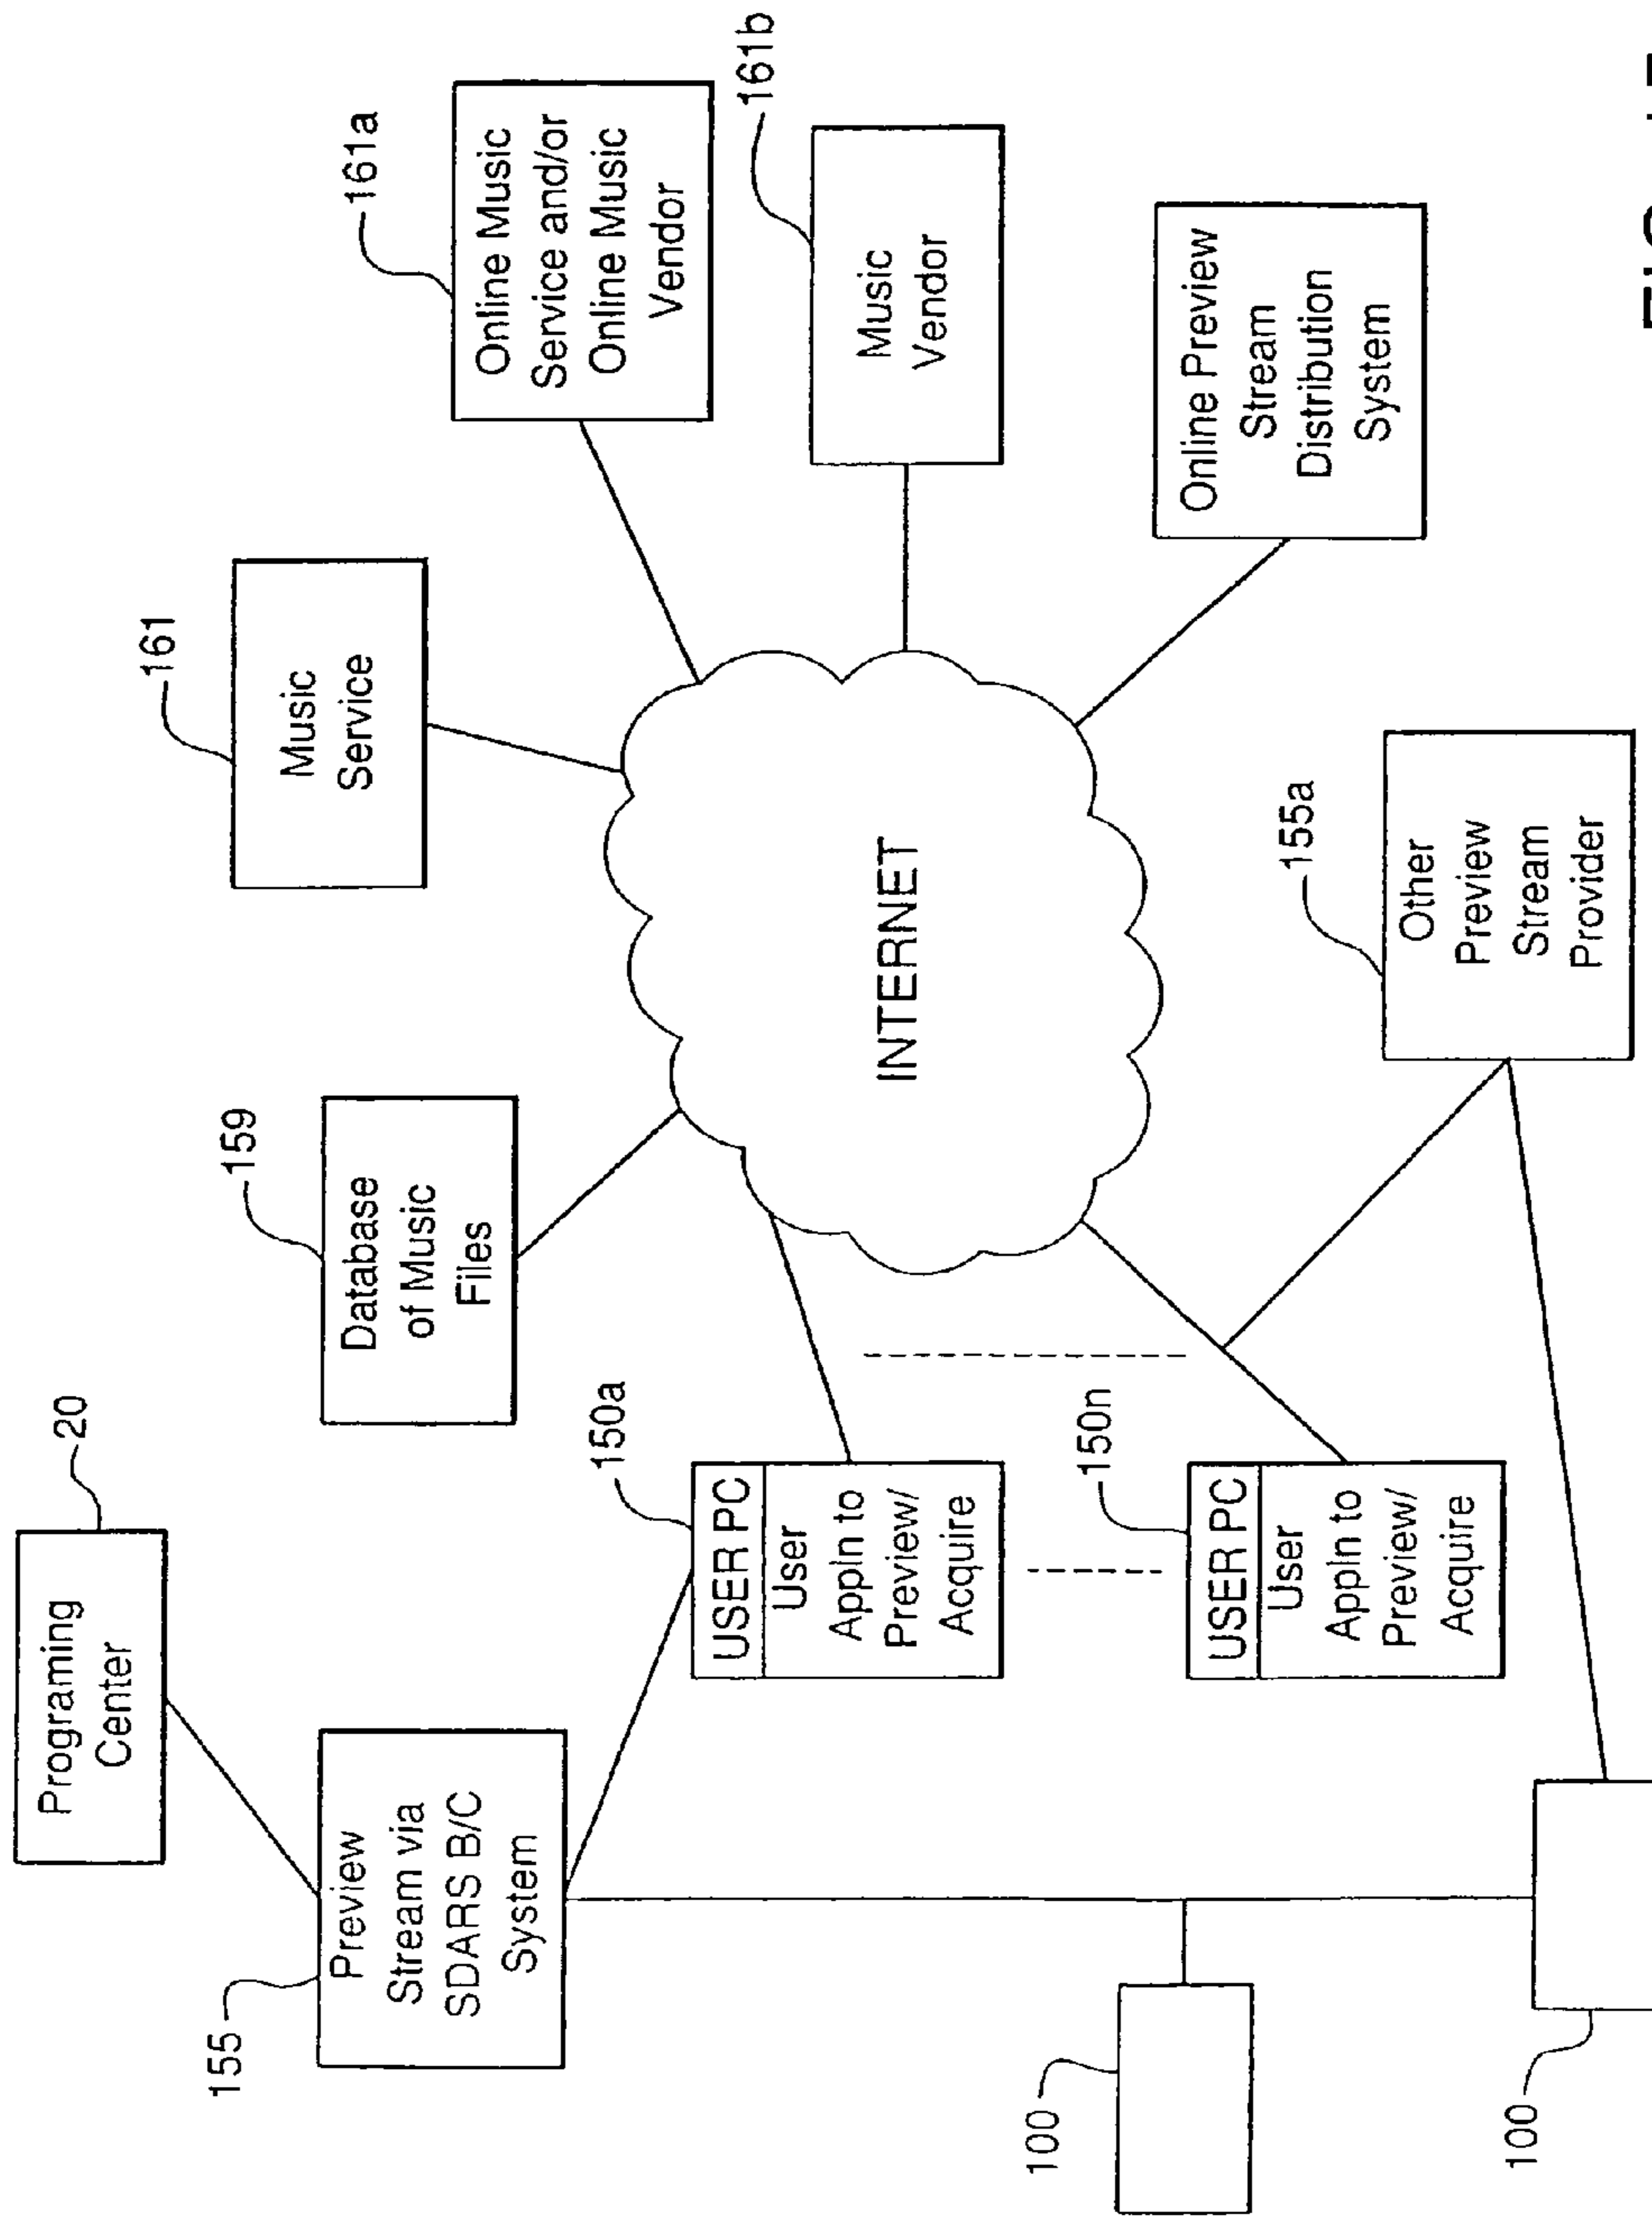 20
Programing
Center
155
Preview
Stream via
SDARS B/C
System
159
Database
of Music
Files
161
Music
Service
161a
Online Music
Service and/or
Online Music
Vendor
161b
Music
Vendor
Online Preview
Stream
Distribution
System
INTERNET
150a
USER PC
User
Appln to
Preview/
Acquire
150n
USER PC
User
Appln to
Preview/
Acquire
155a
Other
Preview
Stream
Provider
100
100